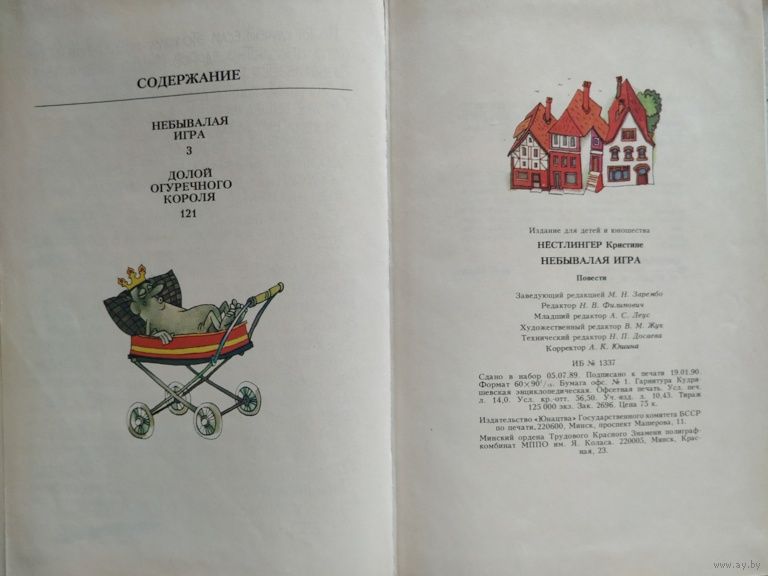 СОДЕРЖАНИЕ
НЕБЫВАЛАЯ
ИГРА
3
ДОЛОЙ
ОГУРЕЧНОГО
КОРОЛЯ
121
Издание для детей и юношества
НЁСТЛИНГЕР Кристине
НЕБЫВАЛАЯ ИГРА
Повести
Заведующий редакцией М. Н. Зарембо
Редактор Н. В. Филипович
Младший редактор А. С. Леус
Художественный редактор В. М. Жук
Технический редактор Н. П. Досаева
Корректор А. К. Юшина
ИБ № 1337
Сдано в набор 05.07.89. Подписано к печати 19.01.90.
Формат 60×90¹/₁₆. Бумага офс. № 1. Гарнитура Кудря-
шевская энциклопедическая. Офсетная печать. Усл. печ.
л. 14,0. Усл. кр.-отт. 56,50. Уч.-изд. л. 10,43. Тираж
125 000 экз. Зак. 2696. Цена 75 к.
Издательство «Юнацтва» Государственного комитета БССР
по печати. 220600, Минск, проспект Машерова, 11.
Минский ордена Трудового Красного Знамени полиграф-
комбинат МППО им. Я. Коласа. 220005, Минск, Крас-
ная, 23.
www.ay.by